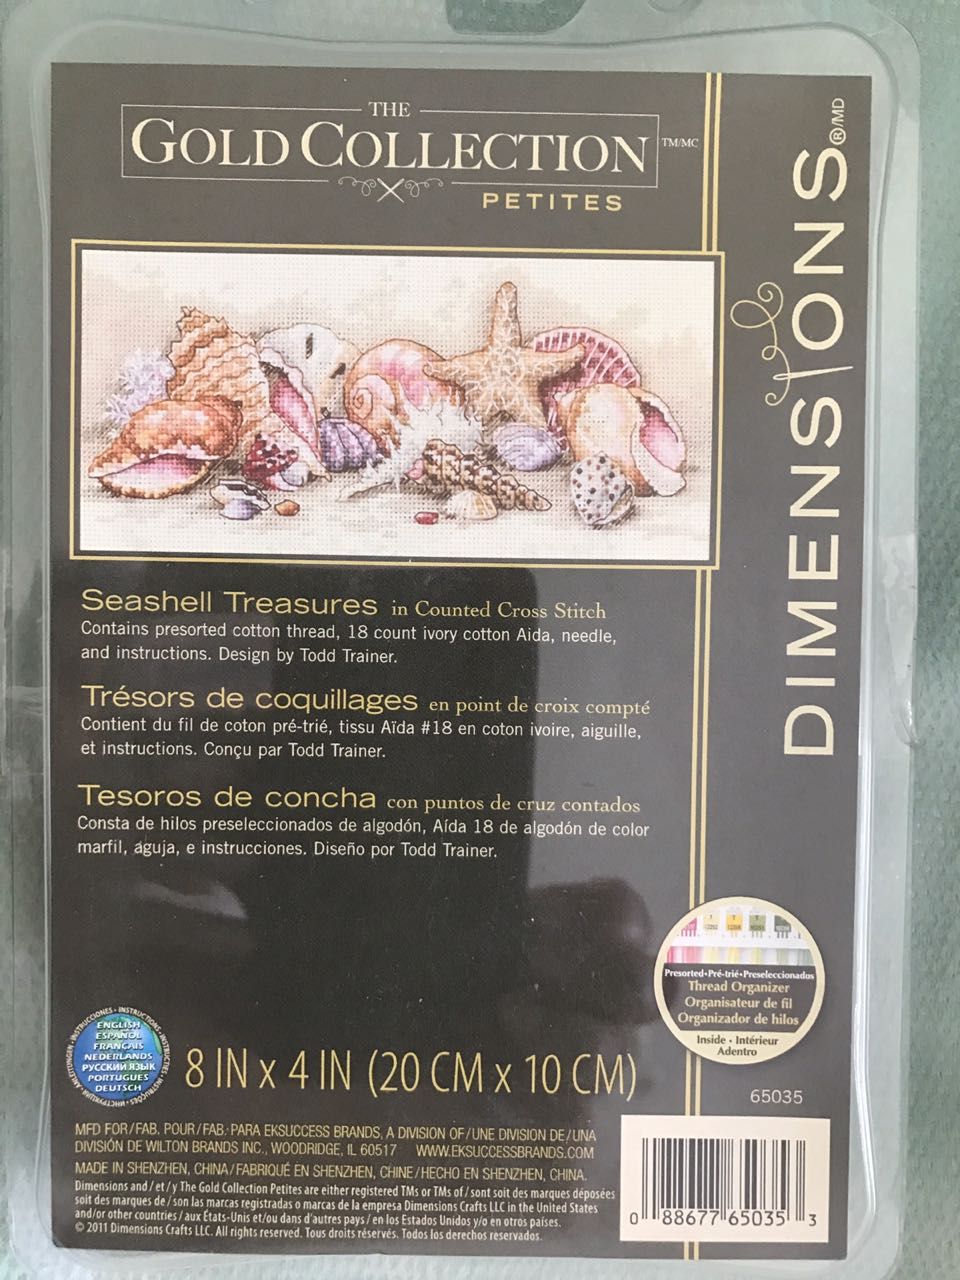 THE
GOLD COLLECTION TM/MC
PETITES
DIMENSIONS®/MD
Seashell Treasures in Counted Cross Stitch
Contains presorted cotton thread, 18 count ivory cotton Aida, needle,
and instructions. Design by Todd Trainer.
Trésors de coquillages en point de croix compté
Contient du fil de coton pré-trié, tissu Aïda #18 en coton ivoire, aiguille,
et instructions. Conçu par Todd Trainer.
Tesoros de concha con puntos de cruz contados
Consta de hilos preseleccionados de algodón, Aída 18 de algodón de color
marfil, aguja, e instrucciones. Diseño por Todd Trainer.
Presorted•Pré-trié•Preseleccionados
Thread Organizer
Organisateur de fil
Organizador de hilos
Inside • Intérieur
Adentro
INSTRUCCIONES • INSTRUCTIONS
ENGLISH
ESPAÑOL
FRANÇAIS
NEDERLANDS
РУССКИЙ ЯЗЫК
PORTUGUES
DEUTSCH
8 IN x 4 IN (20 CM x 10 CM)
65035
MFD FOR/FAB. POUR/FAB. PARA EKSUCCESS BRANDS, A DIVISION OF/UNE DIVISION DE/UNA
DIVISIÓN DE WILTON BRANDS INC., WOODRIDGE, IL 60517 WWW.EKSUCCESSBRANDS.COM
MADE IN SHENZHEN, CHINA/FABRIQUÉ EN SHENZHEN, CHINE/HECHO EN SHENZHEN, CHINA.
Dimensions and/et/y The Gold Collection Petites are either registered TMs or TMs of/sont soit des marques déposées
soit des marques de/son las marcas registradas o marcas de la empresa Dimensions Crafts LLC in the United States
and/or other countries/aux États-Unis et/ou dans d'autres pays/en los Estados Unidos y/o en otros países.
© 2011 Dimensions Crafts LLC. All rights reserved. Tous droits réservés. Todos los derechos reservados.
0 88677 65035 3